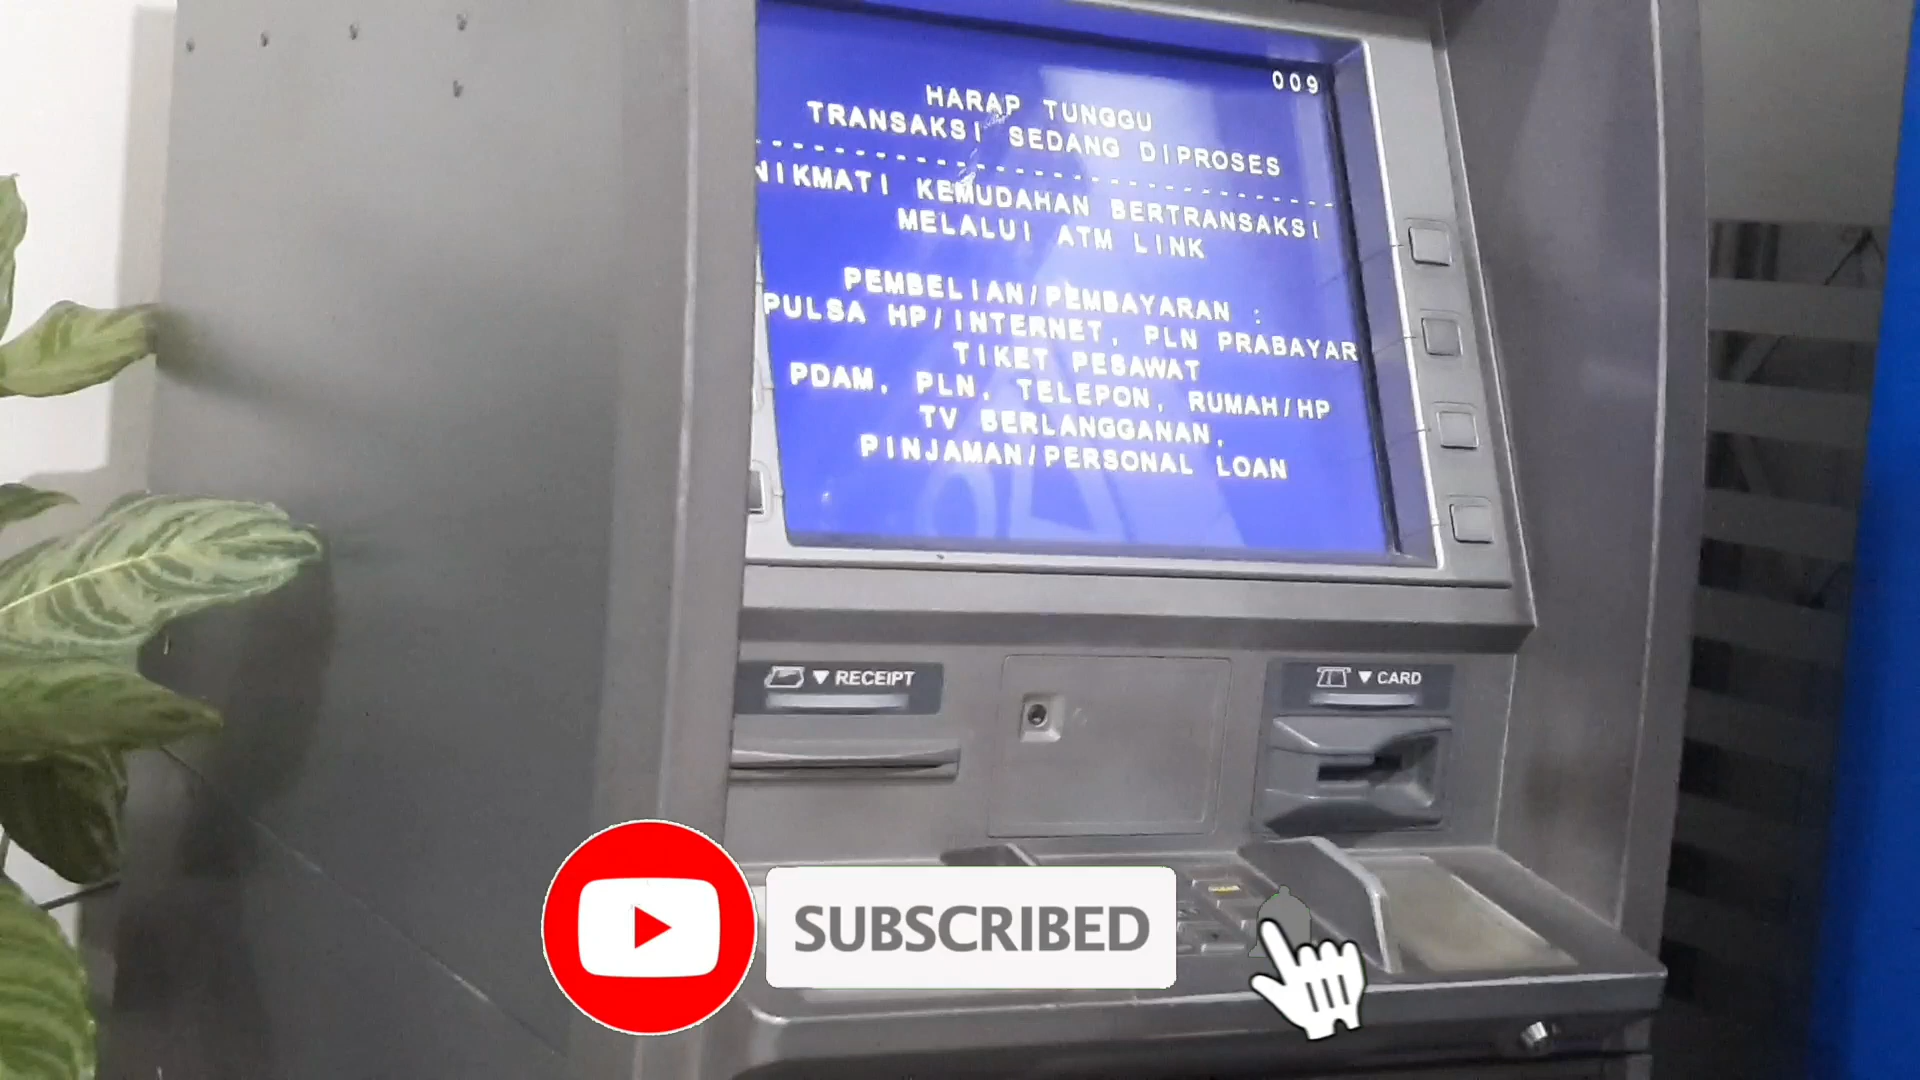 009
HARAP TUNGGU
TRANSAKSI SEDANG DIPROSES
NIKMATI KEMUDAHAN BERTRANSAKSI
MELALUI ATM LINK
PEMBELIAN/PEMBAYARAN :
PULSA HP/INTERNET, PLN PRABAYAR
TIKET PESAWAT
PDAM, PLN, TELEPON, RUMAH/HP
TV BERLANGGANAN,
PINJAMAN/PERSONAL LOAN
RECEIPT
CARD
SUBSCRIBED